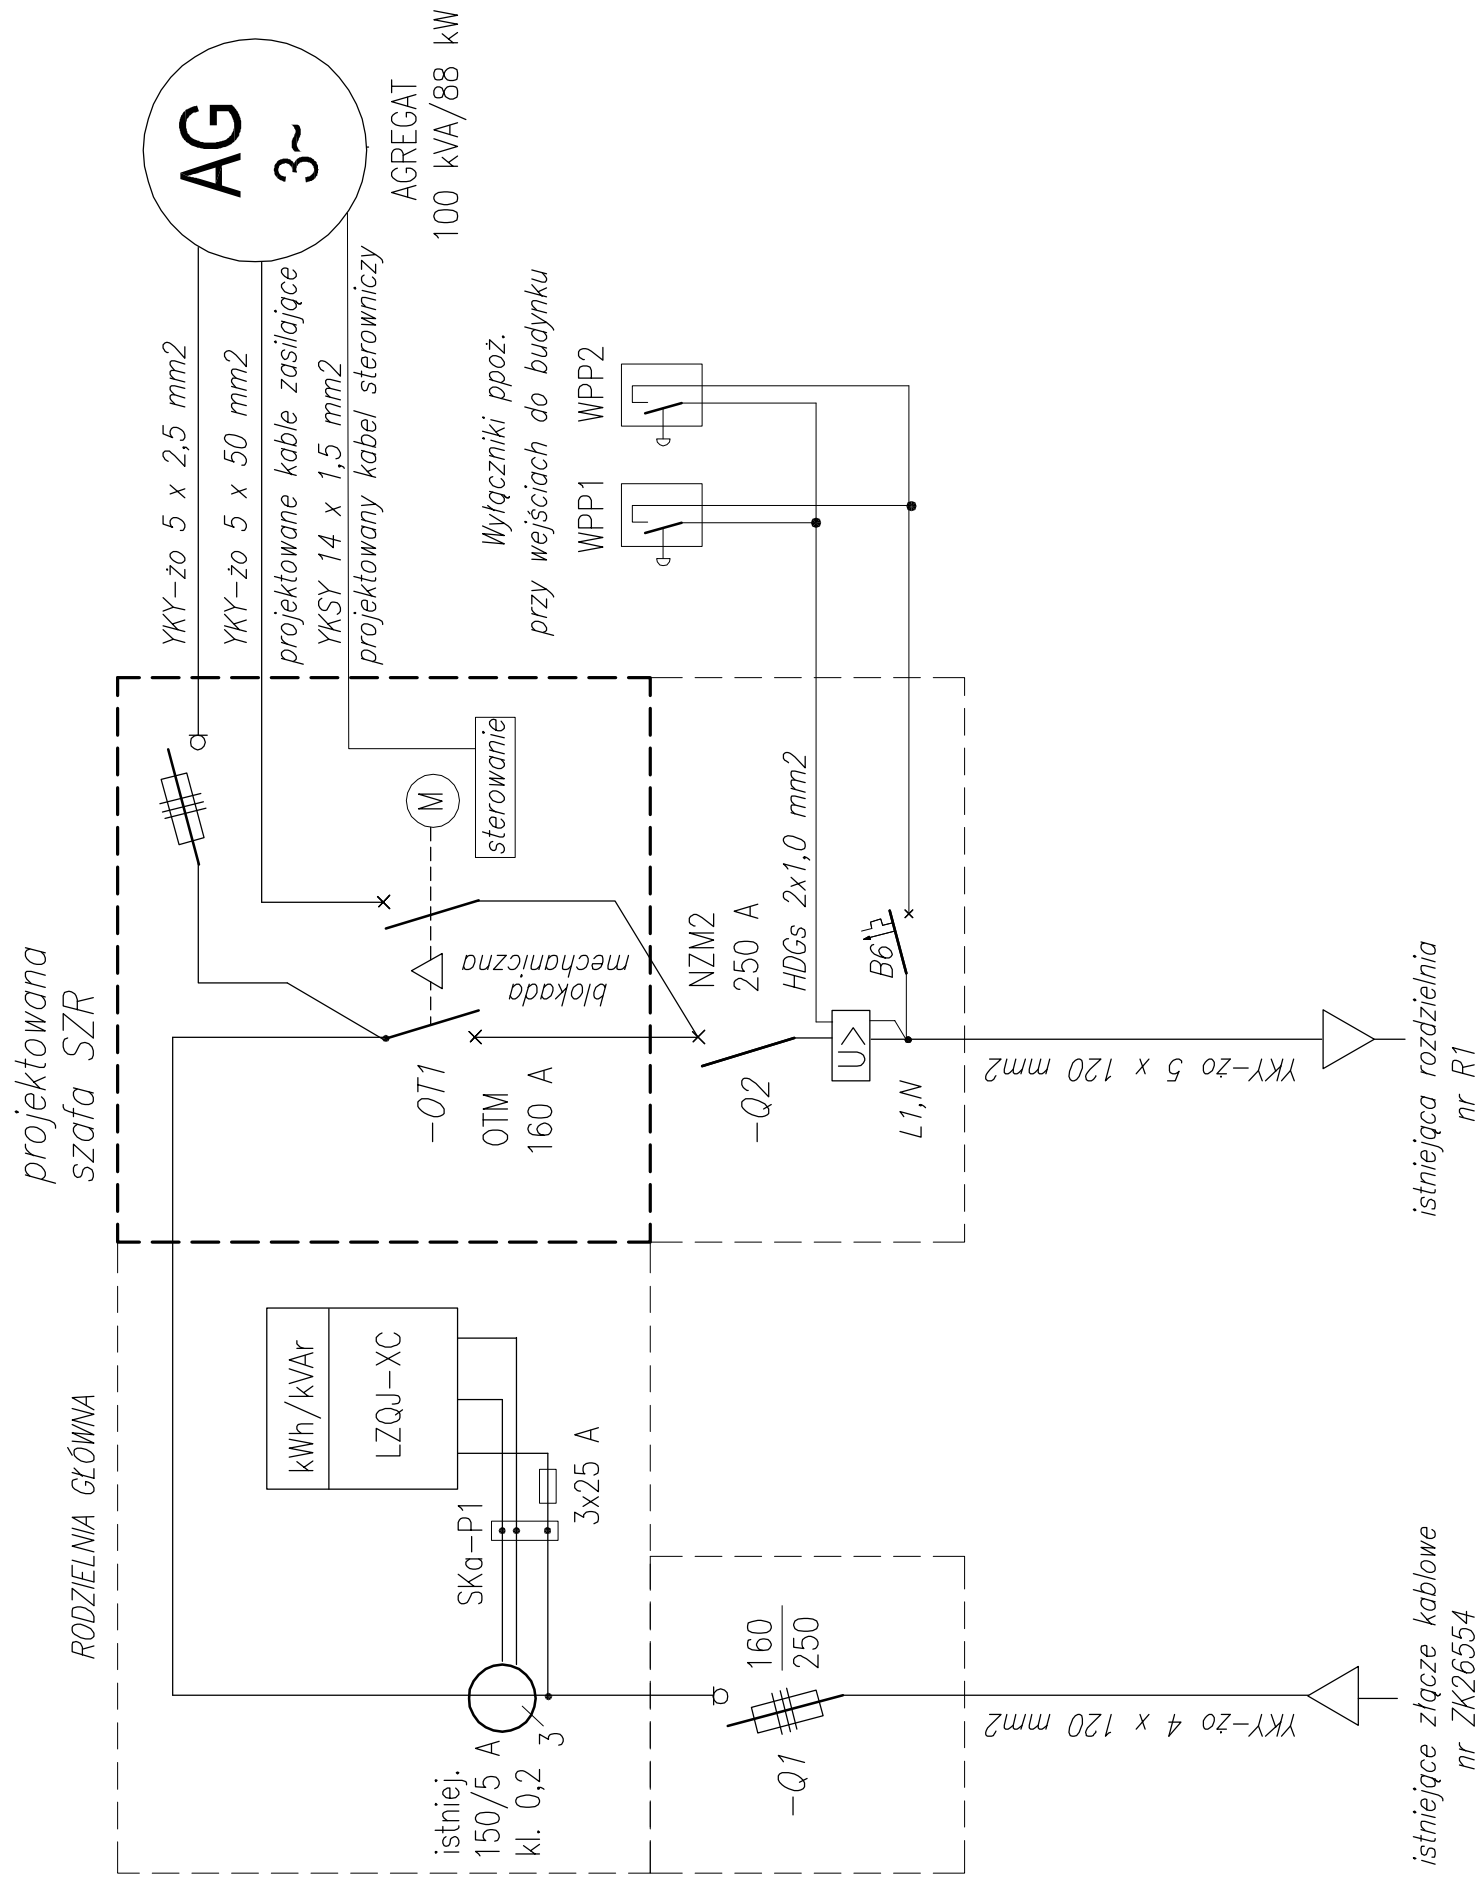 projektowana
szafa SZR
RODZIELNIA GŁÓWNA
AG
3~
AGREGAT
100 kVA/88 kW
YKY-żo 5 x 2,5 mm2
YKY-żo 5 x 50 mm2
projektowane kable zasilające
YKSY 14 x 1,5 mm2
projektowany kabel sterowniczy
Wyłączniki ppoż.
przy wejściach do budynku
WPP1
WPP2
M
sterowanie
blokada
mechaniczna
-OT1
OTM
160 A
NZM2
250 A
-Q2
HDGs 2x1,0 mm2
B6
U>
L1,N
YKY-żo 5 x 120 mm2
istniejąca rozdzielnia
nr R1
kWh/kVAr
LZQJ-XC
SKa-P1
3x25 A
istniej.
150/5 A
kl. 0,2
3
160
250
-Q1
YKY-żo 4 x 120 mm2
istniejące złącze kablowe
nr ZK26554